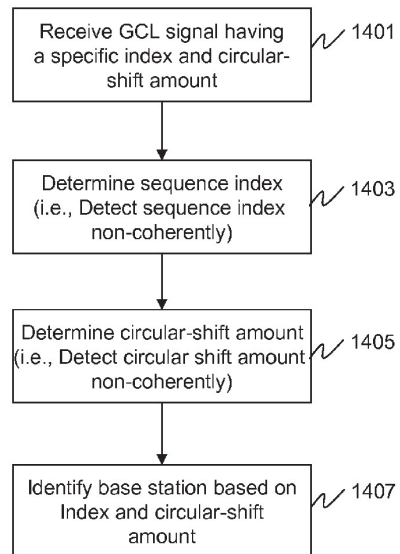 Receive GCL signal having
a specific index and circular-
shift amount
1401
Determine sequence index
(i.e., Detect sequence index
non-coherently)
1403
Determine circular-shift amount
(i.e., Detect circular shift amount
non-coherently)
1405
Identify base station based on
Index and circular-shift
amount
1407